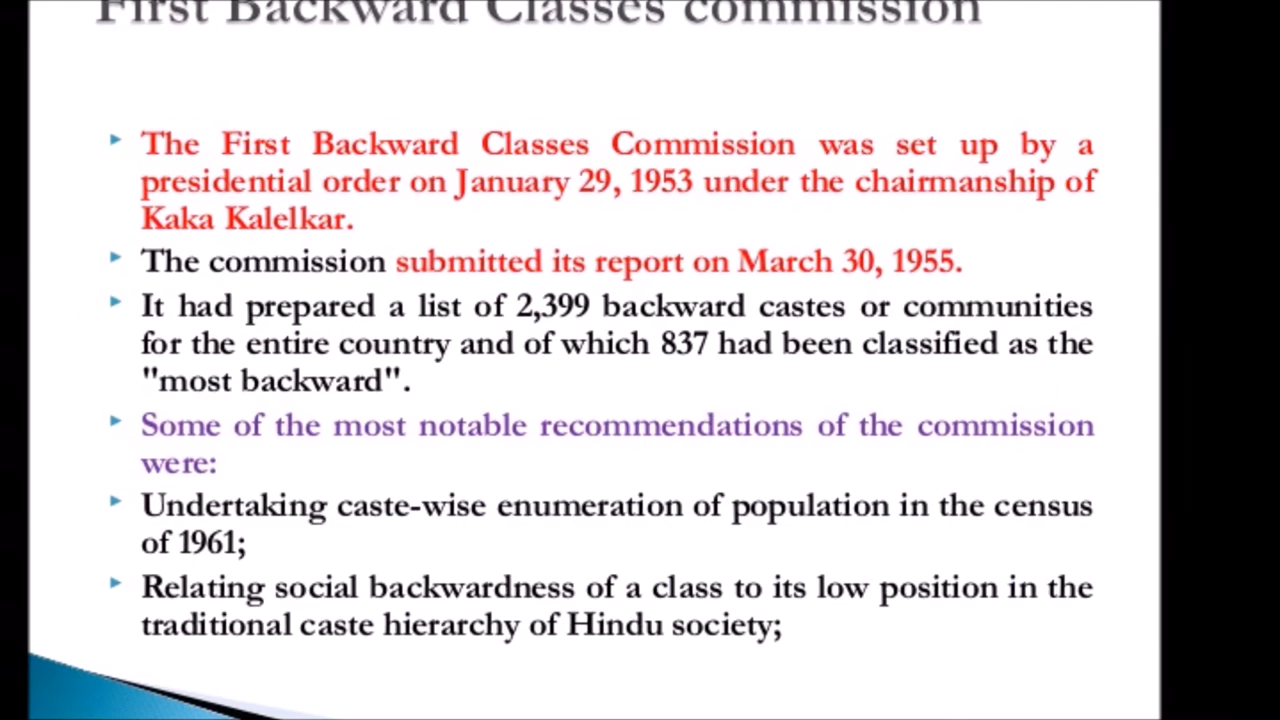 First Backward Classes commission
The First Backward Classes Commission was set up by a
presidential order on January 29, 1953 under the chairmanship of
Kaka Kalelkar.
The commission submitted its report on March 30, 1955.
It had prepared a list of 2,399 backward castes or communities
for the entire country and of which 837 had been classified as the
"most backward".
Some of the most notable recommendations of the commission
were:
Undertaking caste-wise enumeration of population in the census
of 1961;
Relating social backwardness of a class to its low position in the
traditional caste hierarchy of Hindu society;